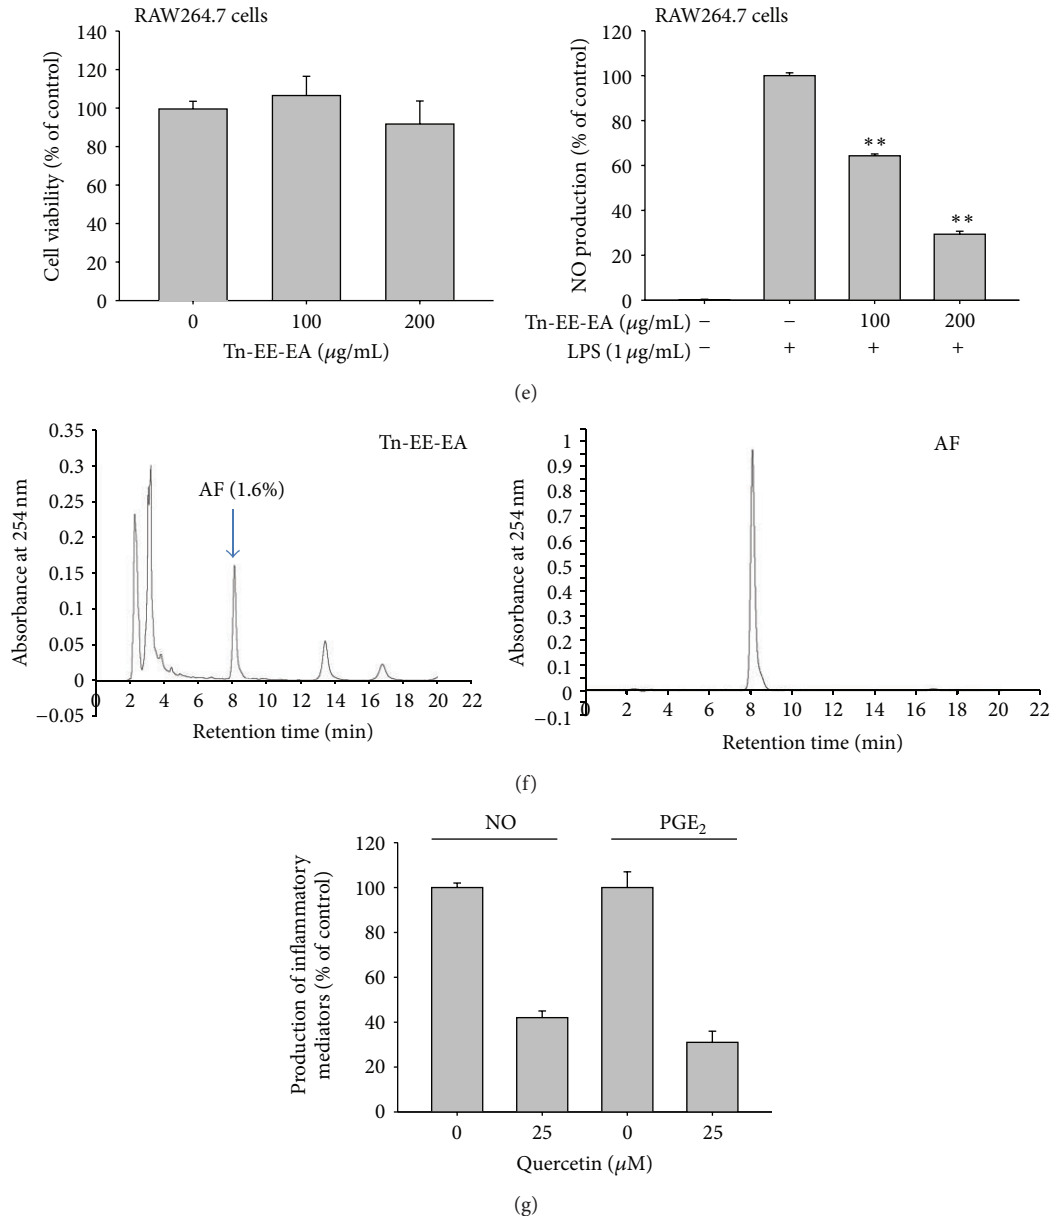 RAW264.7 cells
Cell viability (% of control)
140
120
100
80
60
40
20
0
0 100 200
Tn-EE-EA (μg/mL)
RAW264.7 cells
NO production (% of control)
120
100
80
60
40
20
0
**
**
Tn-EE-EA (μg/mL) − − 100 200
LPS (1 μg/mL) − + + +
(e)
Tn-EE-EA
AF (1.6%)
Absorbance at 254 nm
0.35
0.3
0.25
0.2
0.15
0.1
0.05
0
−0.05
0 2 4 6 8 10 12 14 16 18 20 22
Retention time (min)
AF
Absorbance at 254 nm
1
0.9
0.8
0.7
0.6
0.5
0.4
0.3
0.2
0.1
0
−0.1
0 2 4 6 8 10 12 14 16 18 20 22
Retention time (min)
(f)
NO PGE2
Production of inflammatory
mediators (% of control)
120
100
80
60
40
20
0
0 25 0 25
Quercetin (μM)
(g)